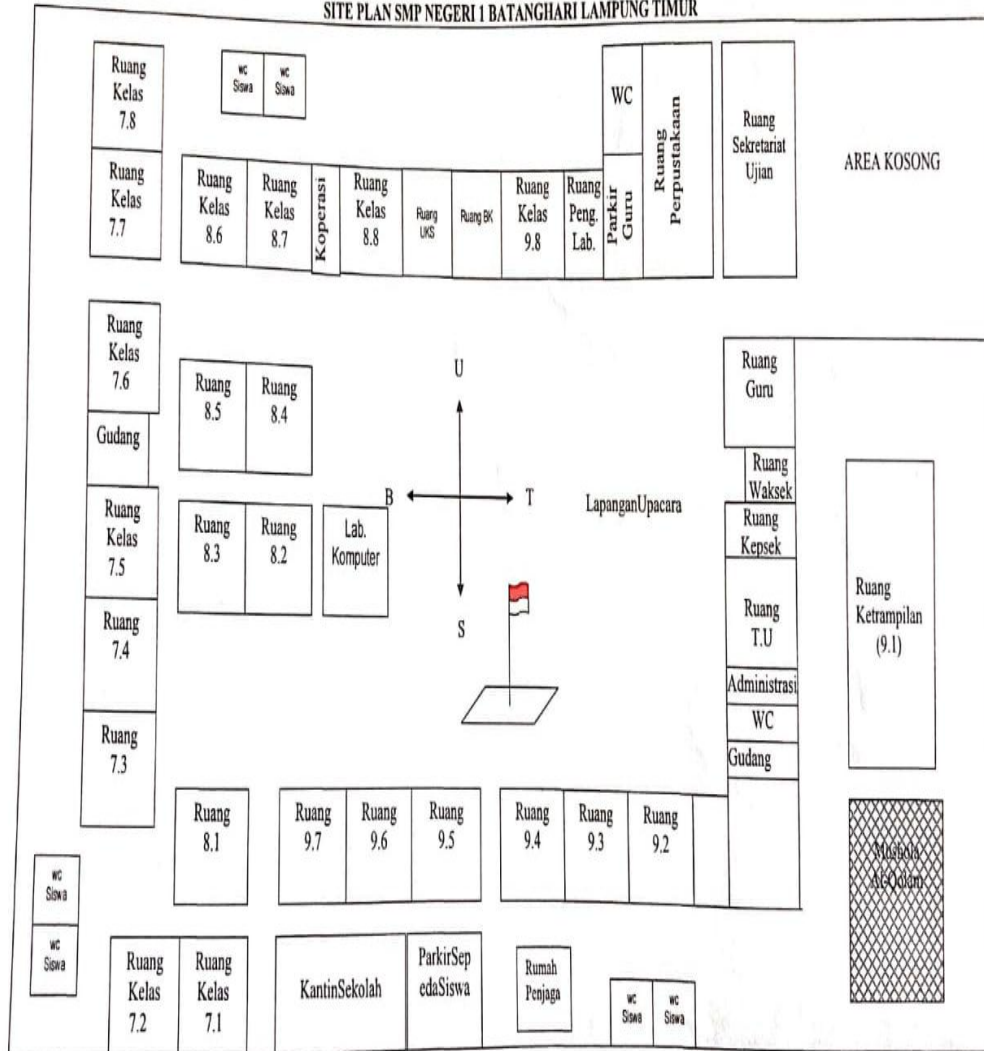 SITE PLAN SMP NEGERI 1 BATANGHARI LAMPUNG TIMUR
Ruang
Kelas
7.8
wc
Siswa
wc
Siswa
WC
Ruang
Perpustakaan
Ruang
Sekretariat
Ujian
AREA KOSONG
Ruang
Kelas
7.7
Ruang
Kelas
8.6
Ruang
Kelas
8.7
Koperasi
Ruang
Kelas
8.8
Ruang
UKS
Ruang BK
Ruang
Kelas
9.8
Ruang
Peng.
Lab.
Parkir
Guru
Ruang
Kelas
7.6
Gudang
Ruang
8.5
Ruang
8.4
U
B
T
S
LapanganUpacara
Ruang
Guru
Ruang
Waksek
Ruang
Kepsek
Ruang
Kelas
7.5
Ruang
8.3
Ruang
8.2
Lab.
Komputer
Ruang
T.U
Ruang
Ketrampilan
(9.1)
Ruang
7.4
Administrasi
WC
Gudang
Ruang
7.3
Ruang
8.1
Ruang
9.7
Ruang
9.6
Ruang
9.5
Ruang
9.4
Ruang
9.3
Ruang
9.2
Mushola
Al-Qolam
wc
Siswa
wc
Siswa
Ruang
Kelas
7.2
Ruang
Kelas
7.1
KantinSekolah
ParkirSep
edaSiswa
Rumah
Penjaga
wc
Siswa
wc
Siswa